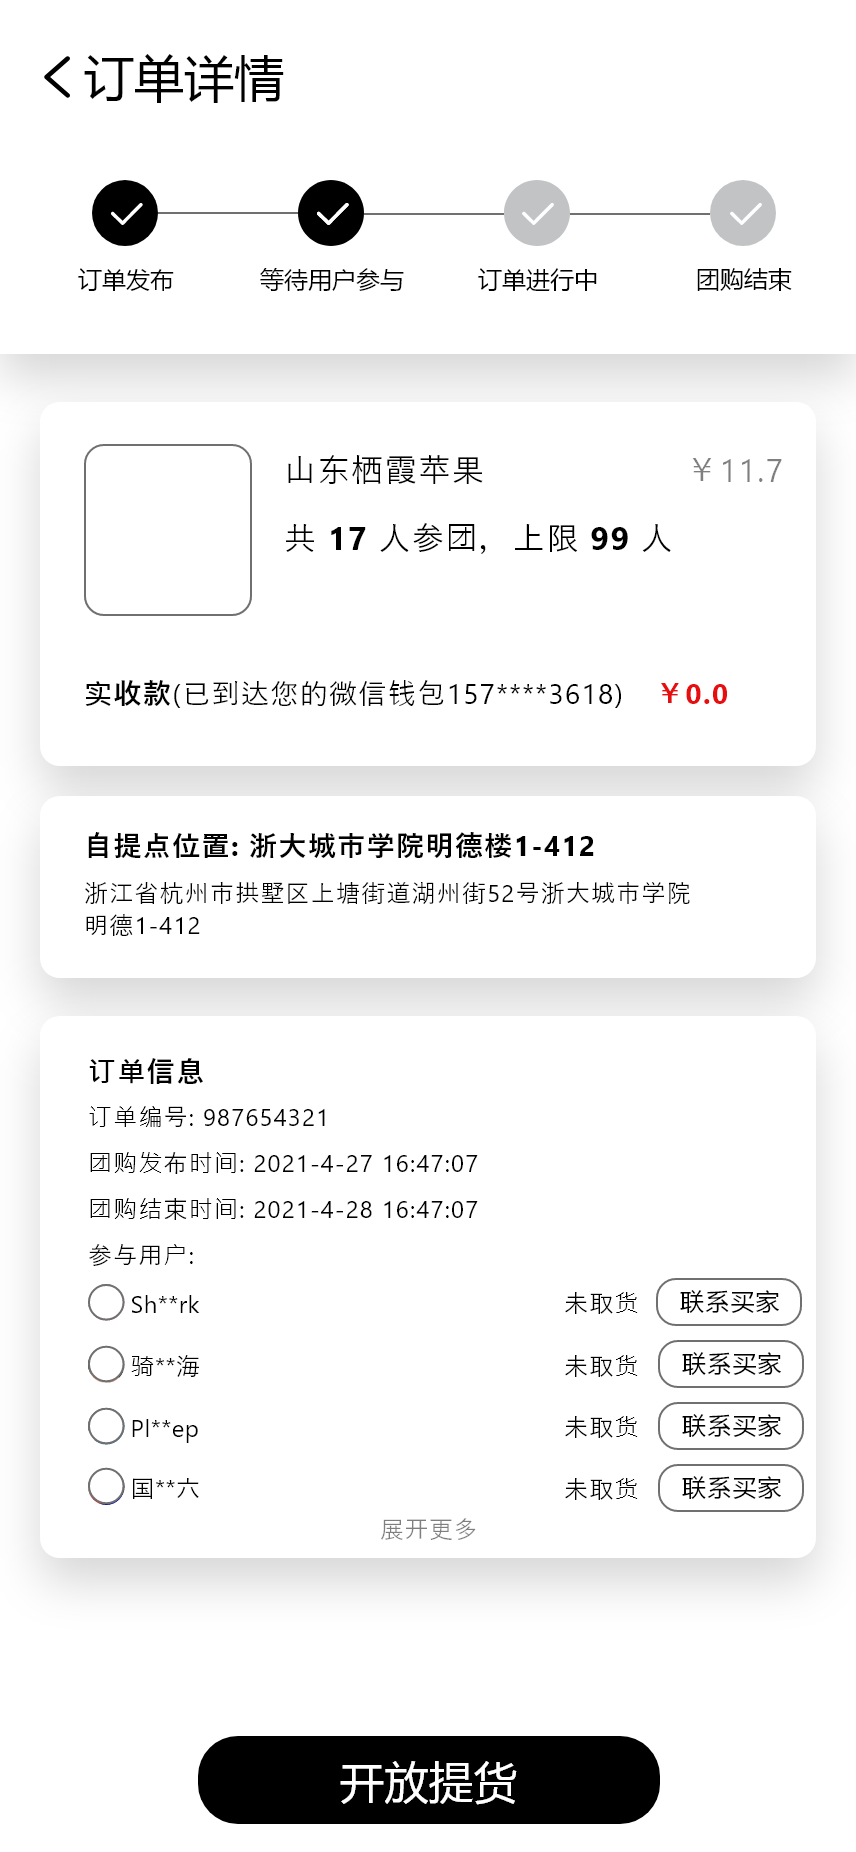 订单详情
订单发布 等待用户参与 订单进行中 团购结束
山东栖霞苹果 ￥11.7
共 17 人参团，上限 99 人
实收款(已到达您的微信钱包157****3618) ￥0.0
自提点位置: 浙大城市学院明德楼1-412
浙江省杭州市拱墅区上塘街道湖州街52号浙大城市学院
明德1-412
订单信息
订单编号: 987654321
团购发布时间: 2021-4-27 16:47:07
团购结束时间: 2021-4-28 16:47:07
参与用户:
Sh**rk 未取货 联系买家
骑**海 未取货 联系买家
Pl**ep 未取货 联系买家
国**六 未取货 联系买家
展开更多
开放提货